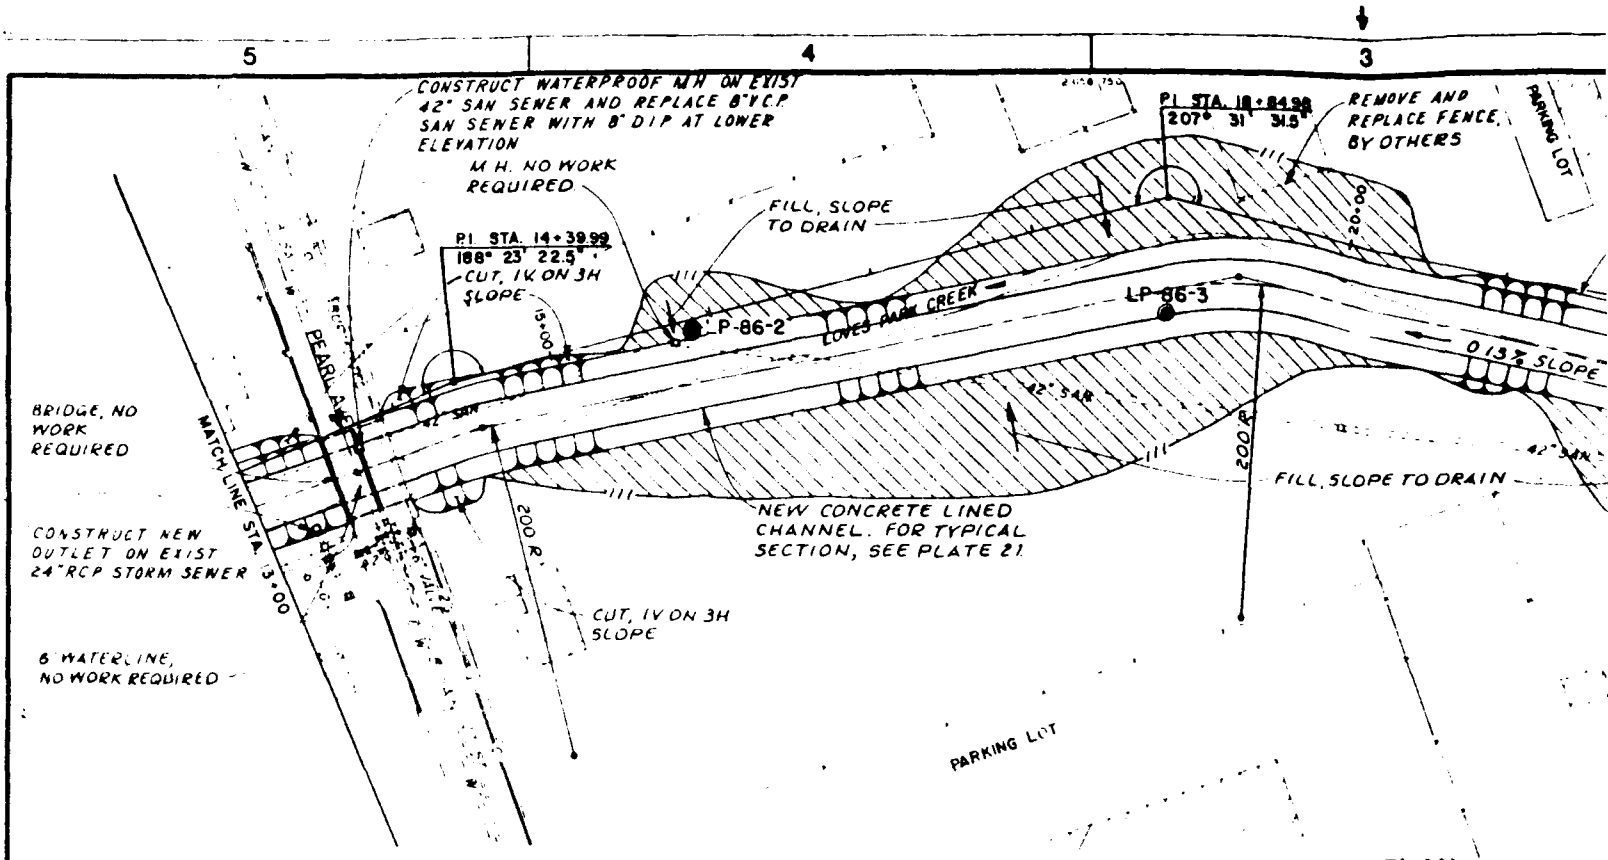 5
4
3
CONSTRUCT WATERPROOF MH ON EXIST
42" SAN SEWER AND REPLACE 8" V.C.P.
SAN SEWER WITH 8" DIP AT LOWER
ELEVATION
M H. NO WORK
REQUIRED
P.I. STA. 14+39.99
188° 23' 22.5"
CUT, 1V. ON 3H
SLOPE
15+00
FILL, SLOPE
TO DRAIN
P.I. STA. 18+84.98
207° 31' 31.5"
REMOVE AND
REPLACE FENCE,
BY OTHERS
PARKING LOT
20+00
P-86-2
LOVES PARK CREEK
LP-86-3
0.13% SLOPE
PEARL
42" SAN
42" SAN
42" SAN
BRIDGE, NO
WORK
REQUIRED
MATCH LINE STA. 13+00
200 R.
200 R.
FILL, SLOPE TO DRAIN
NEW CONCRETE LINED
CHANNEL. FOR TYPICAL
SECTION, SEE PLATE 21.
CONSTRUCT NEW
OUTLET ON EXIST
24" RCP STORM SEWER
CUT, 1V ON 3H
SLOPE
6" WATERLINE,
NO WORK REQUIRED
PARKING LOT